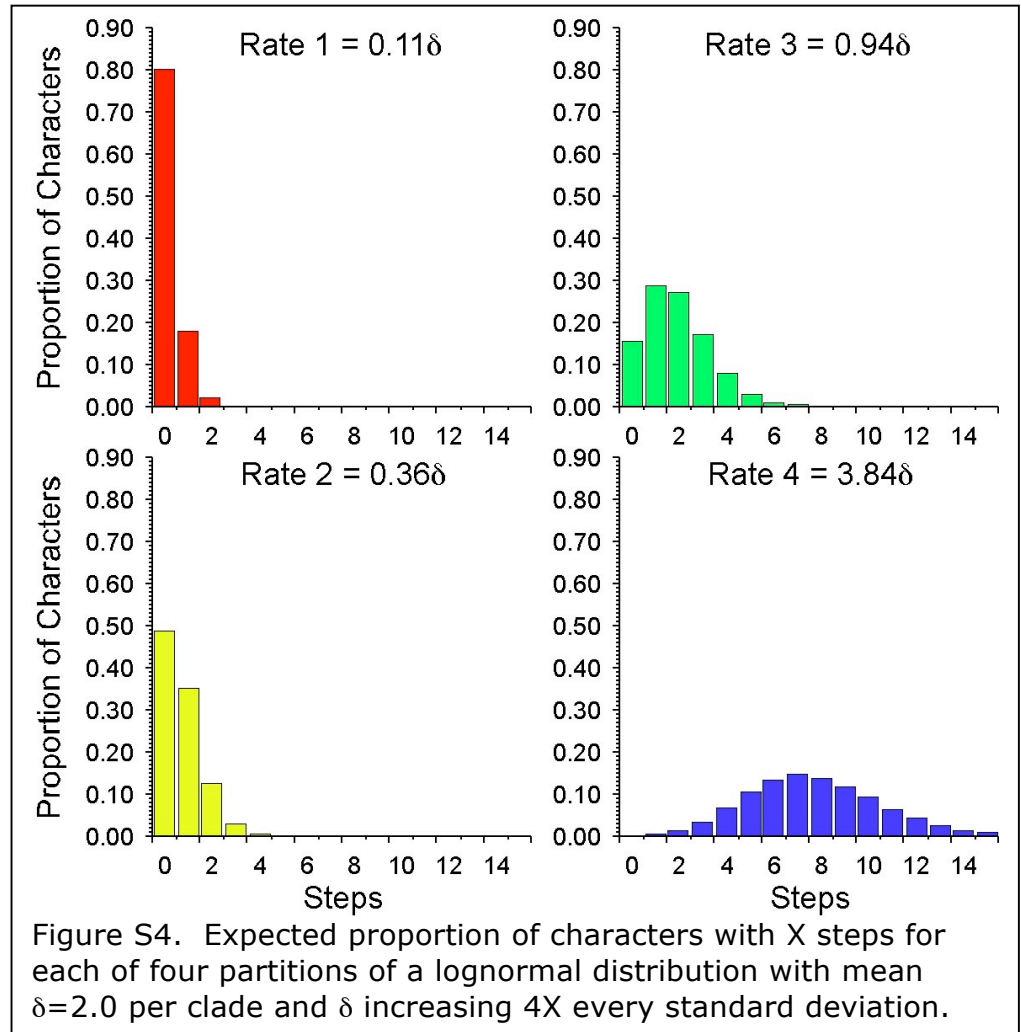 Rate 1 = 0.11δ
Proportion of Characters
0.90
0.80
0.70
0.60
0.50
0.40
0.30
0.20
0.10
0.00
0 2 4 6 8 10 12 14
Rate 3 = 0.94δ
0.90
0.80
0.70
0.60
0.50
0.40
0.30
0.20
0.10
0.00
0 2 4 6 8 10 12 14
Rate 2 = 0.36δ
Proportion of Characters
0.90
0.80
0.70
0.60
0.50
0.40
0.30
0.20
0.10
0.00
0 2 4 6 8 10 12 14
Steps
Rate 4 = 3.84δ
0.90
0.80
0.70
0.60
0.50
0.40
0.30
0.20
0.10
0.00
0 2 4 6 8 10 12 14
Steps
Figure S4. Expected proportion of characters with X steps for
each of four partitions of a lognormal distribution with mean
δ=2.0 per clade and δ increasing 4X every standard deviation.